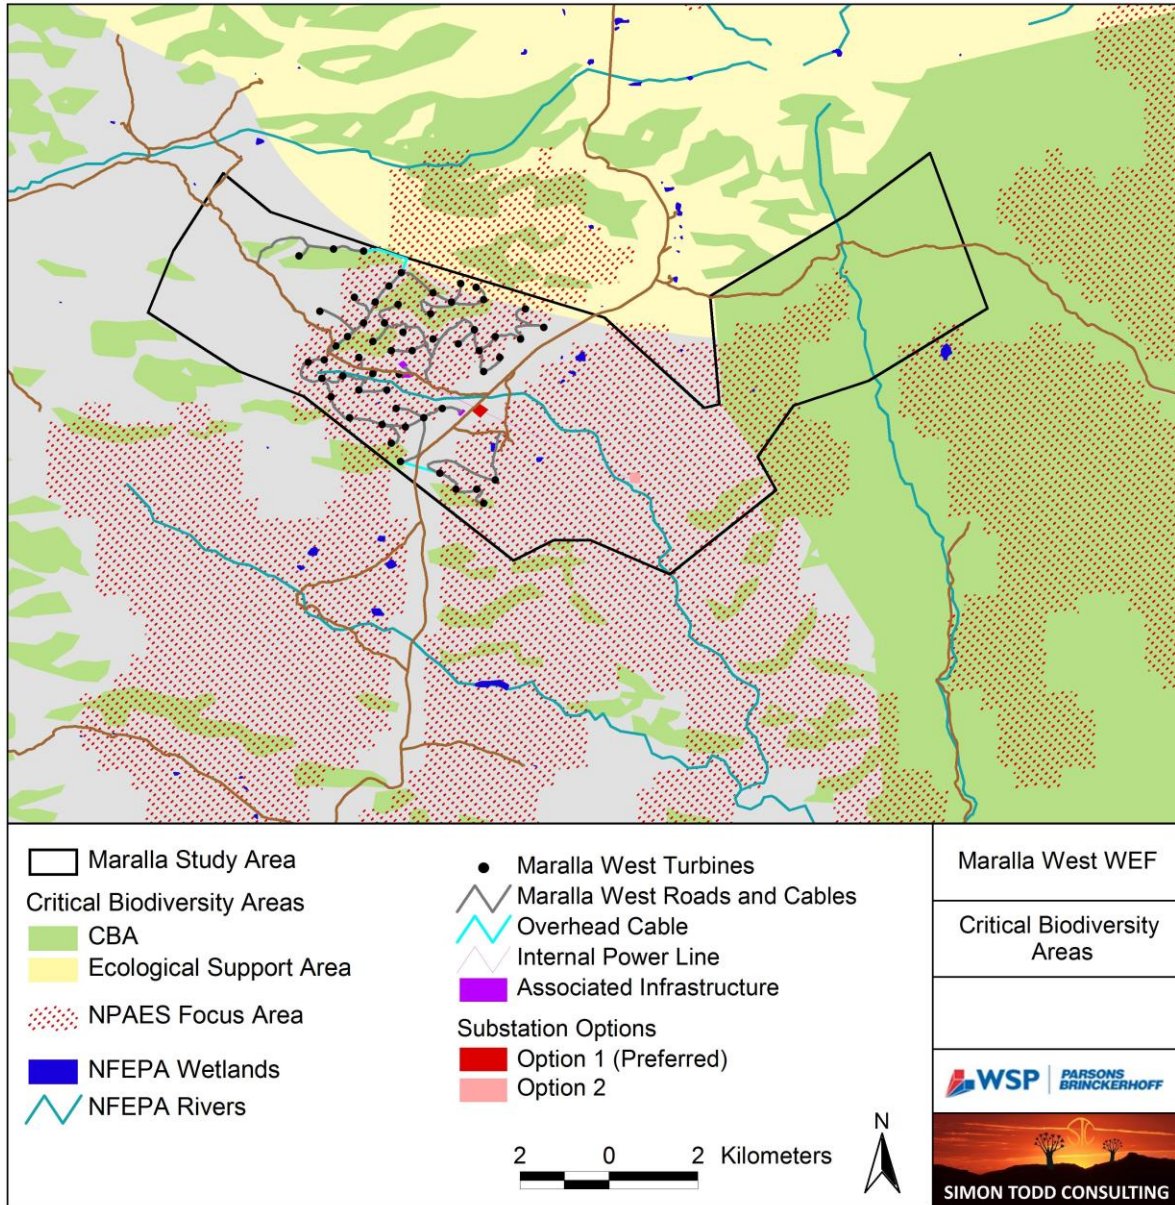 Maralla Study Area
Critical Biodiversity Areas
CBA
Ecological Support Area
NPAES Focus Area
NFEPA Wetlands
NFEPA Rivers
Maralla West Turbines
Maralla West Roads and Cables
Overhead Cable
Internal Power Line
Associated Infrastructure
Substation Options
Option 1 (Preferred)
Option 2
2 0 2 Kilometers
N
Maralla West WEF
Critical Biodiversity
Areas
WSP PARSONS
BRINCKERHOFF
STC
SIMON TODD CONSULTING